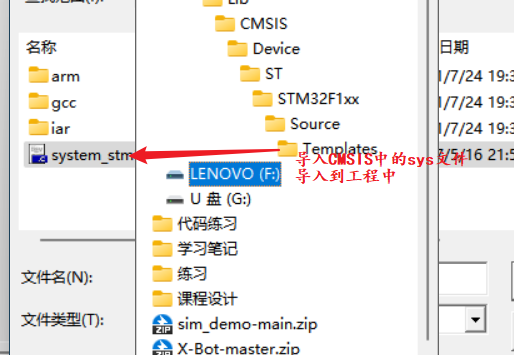 名称
日期
arm
gcc
iar
system_stm
1/7/24 19:3
1/7/24 19:3
1/7/24 19:3
7/5/16 21:5
Lib
CMSIS
Device
ST
STM32F1xx
Source
Templates
LENOVO (F:)
U 盘 (G:)
代码练习
学习笔记
练习
课程设计
sim_demo-main.zip
X-Bot-master.zip
导入CMSIS中的sys文件
导入到工程中
文件名(N):
文件类型(T):